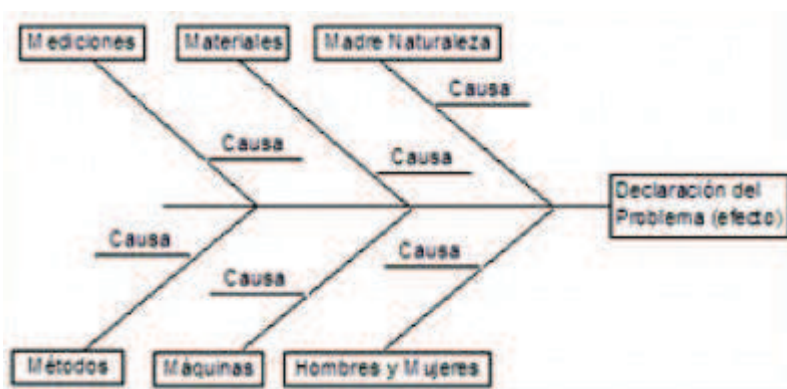 Mediciones
Materiales
Madre Naturaleza
Causa
Causa
Causa
Declaración del
Problema (efecto)
Causa
Causa
Causa
Métodos
Máquinas
Hombres y Mujeres